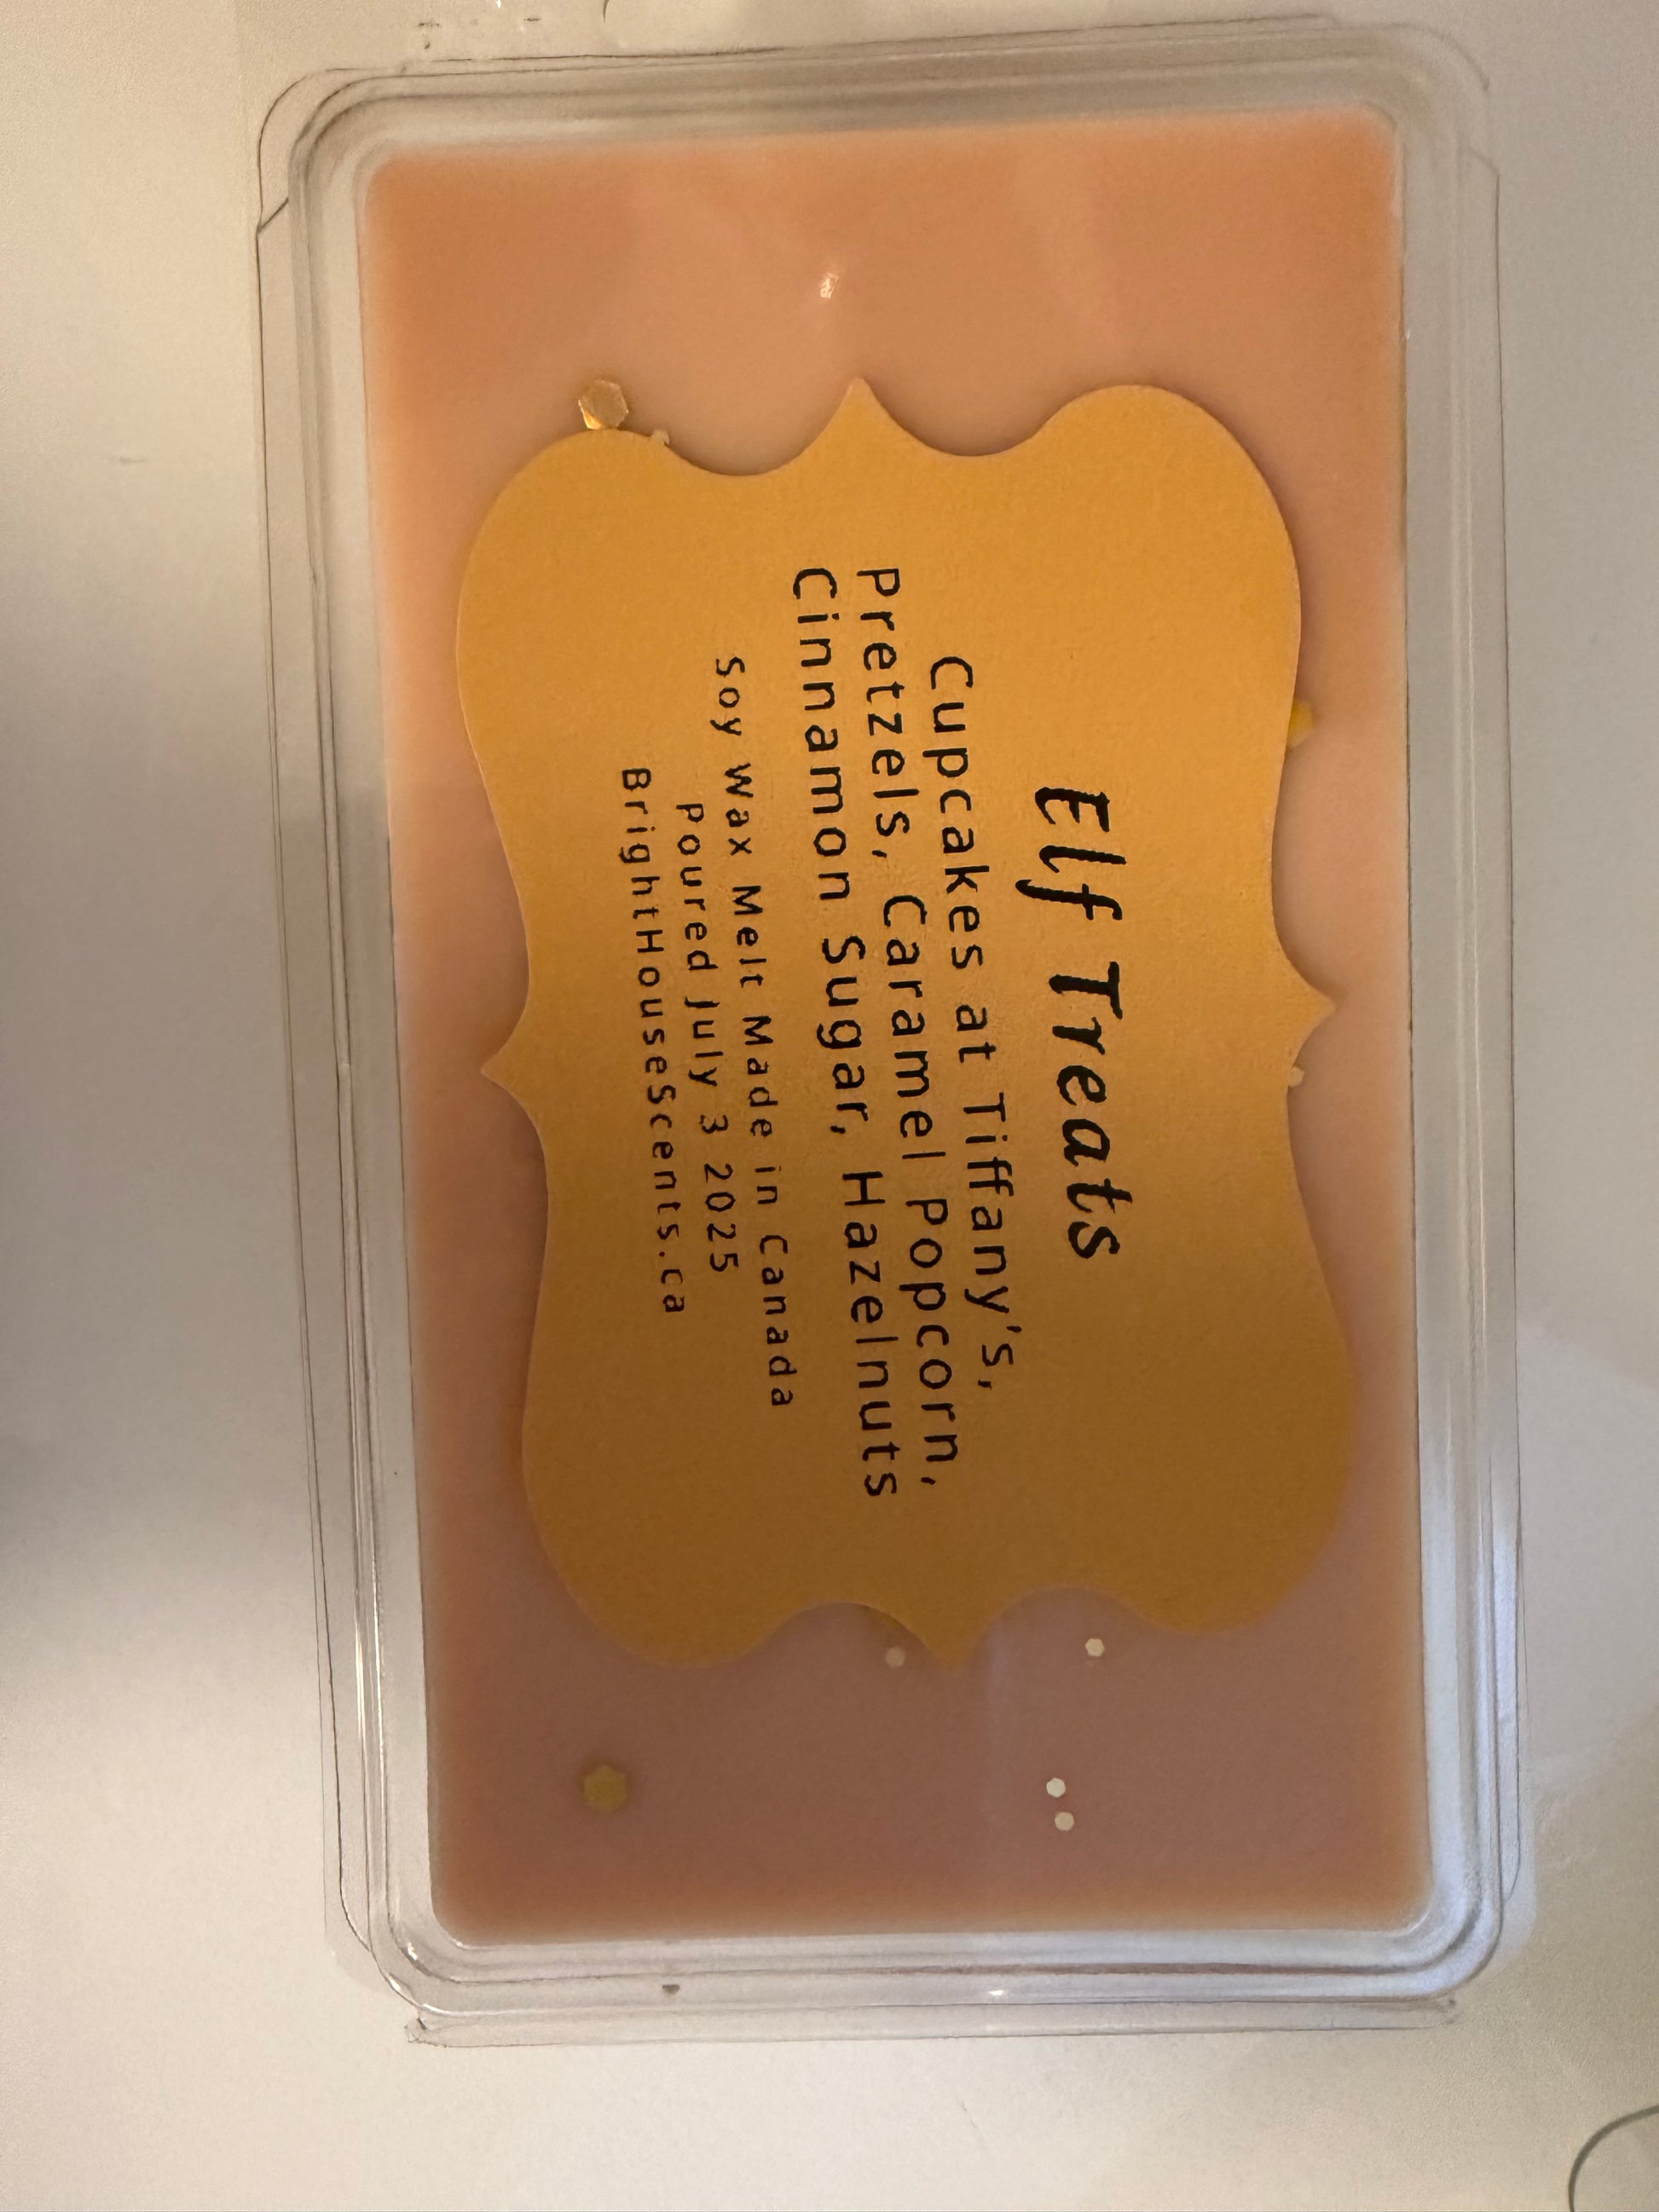 Elf Treats
Cupcakes at Tiffany's,
Pretzels, Caramel Popcorn,
Cinnamon Sugar, Hazelnuts
Soy Wax Melt Made in Canada
Poured July 3 2025
BrightHouseScents.ca